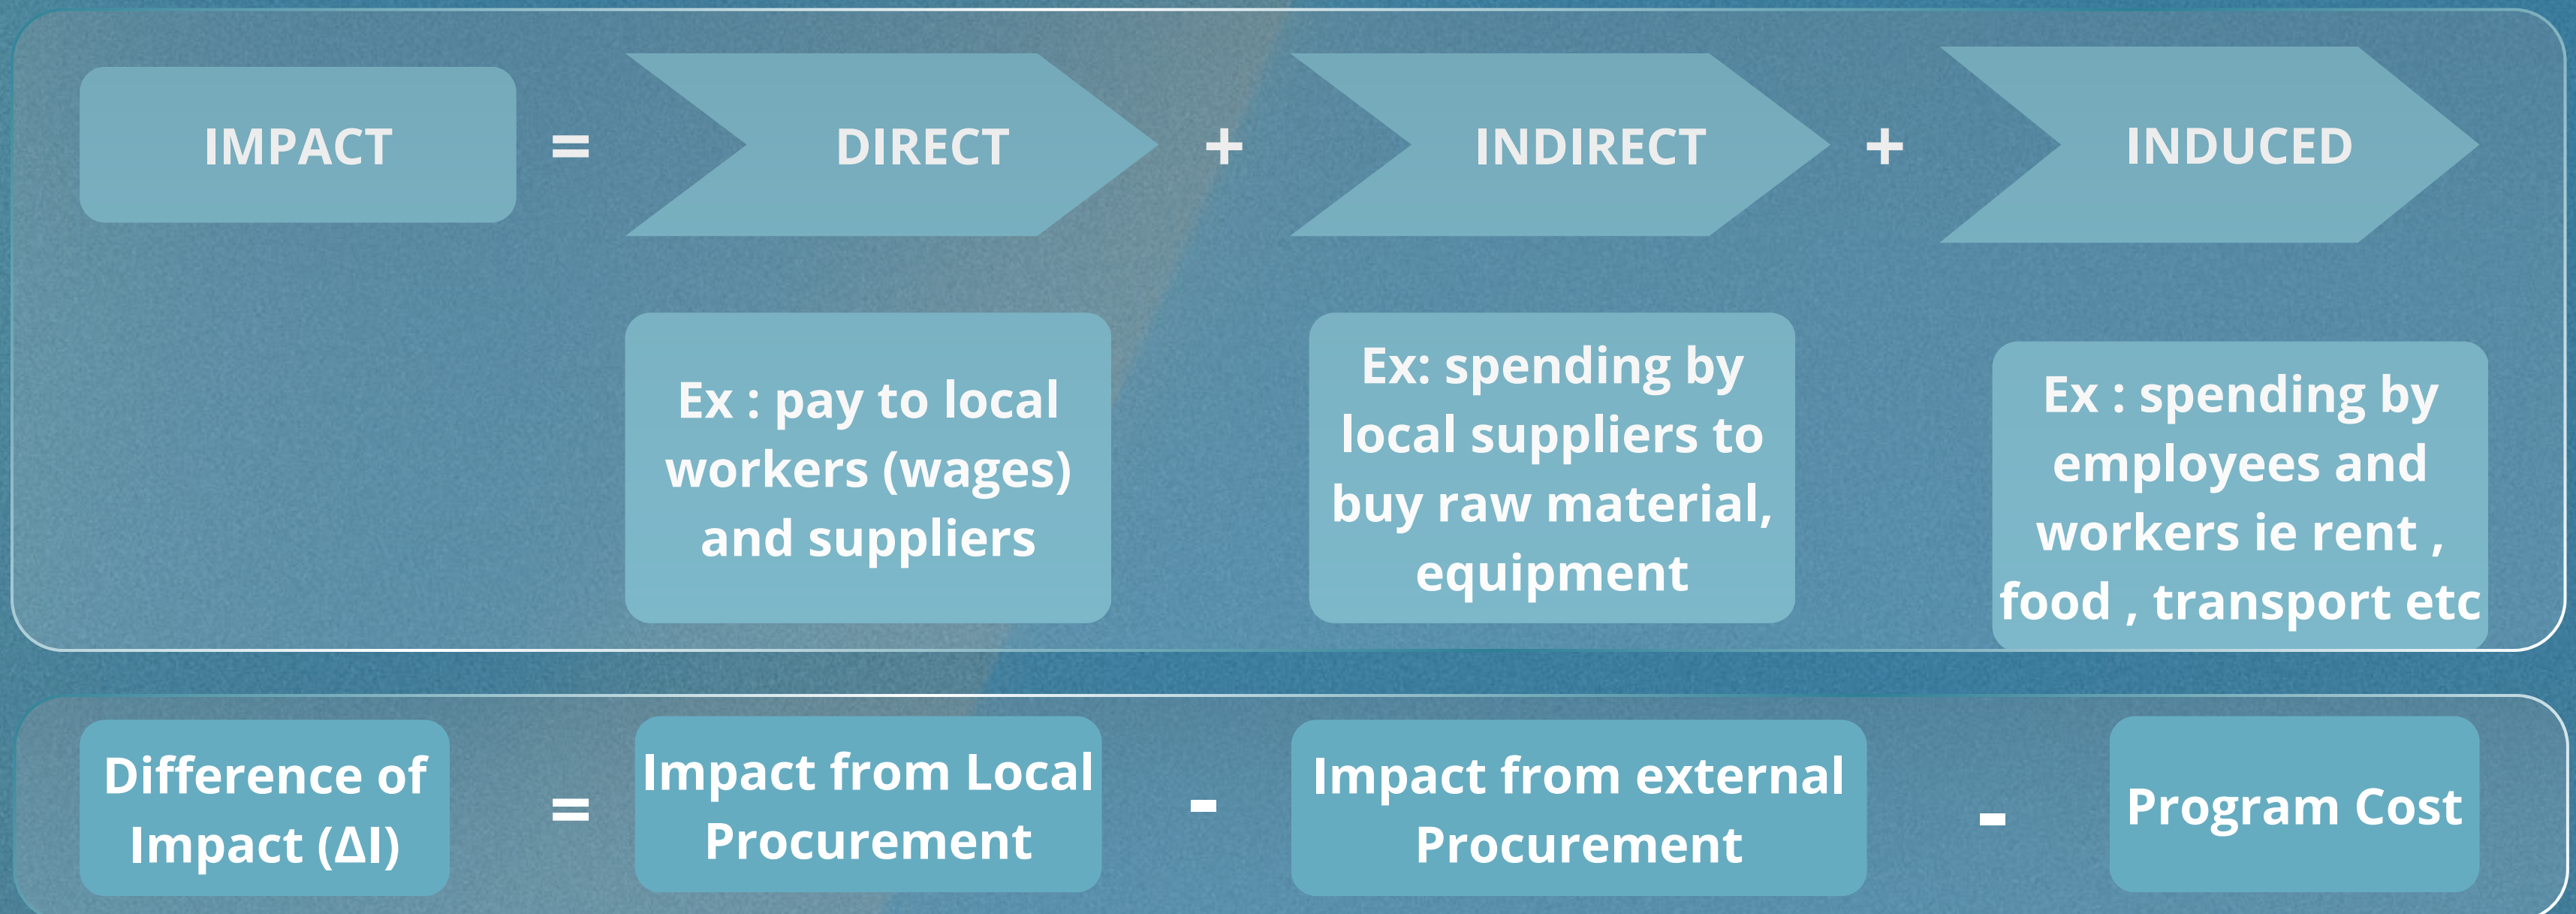 IMPACT = DIRECT + INDIRECT + INDUCED
Ex : pay to local
workers (wages)
and suppliers
Ex: spending by
local suppliers to
buy raw material,
equipment
Ex : spending by
employees and
workers ie rent ,
food , transport etc
Difference of
Impact (ΔI)
=
Impact from Local
Procurement
-
Impact from external
Procurement
-
Program Cost